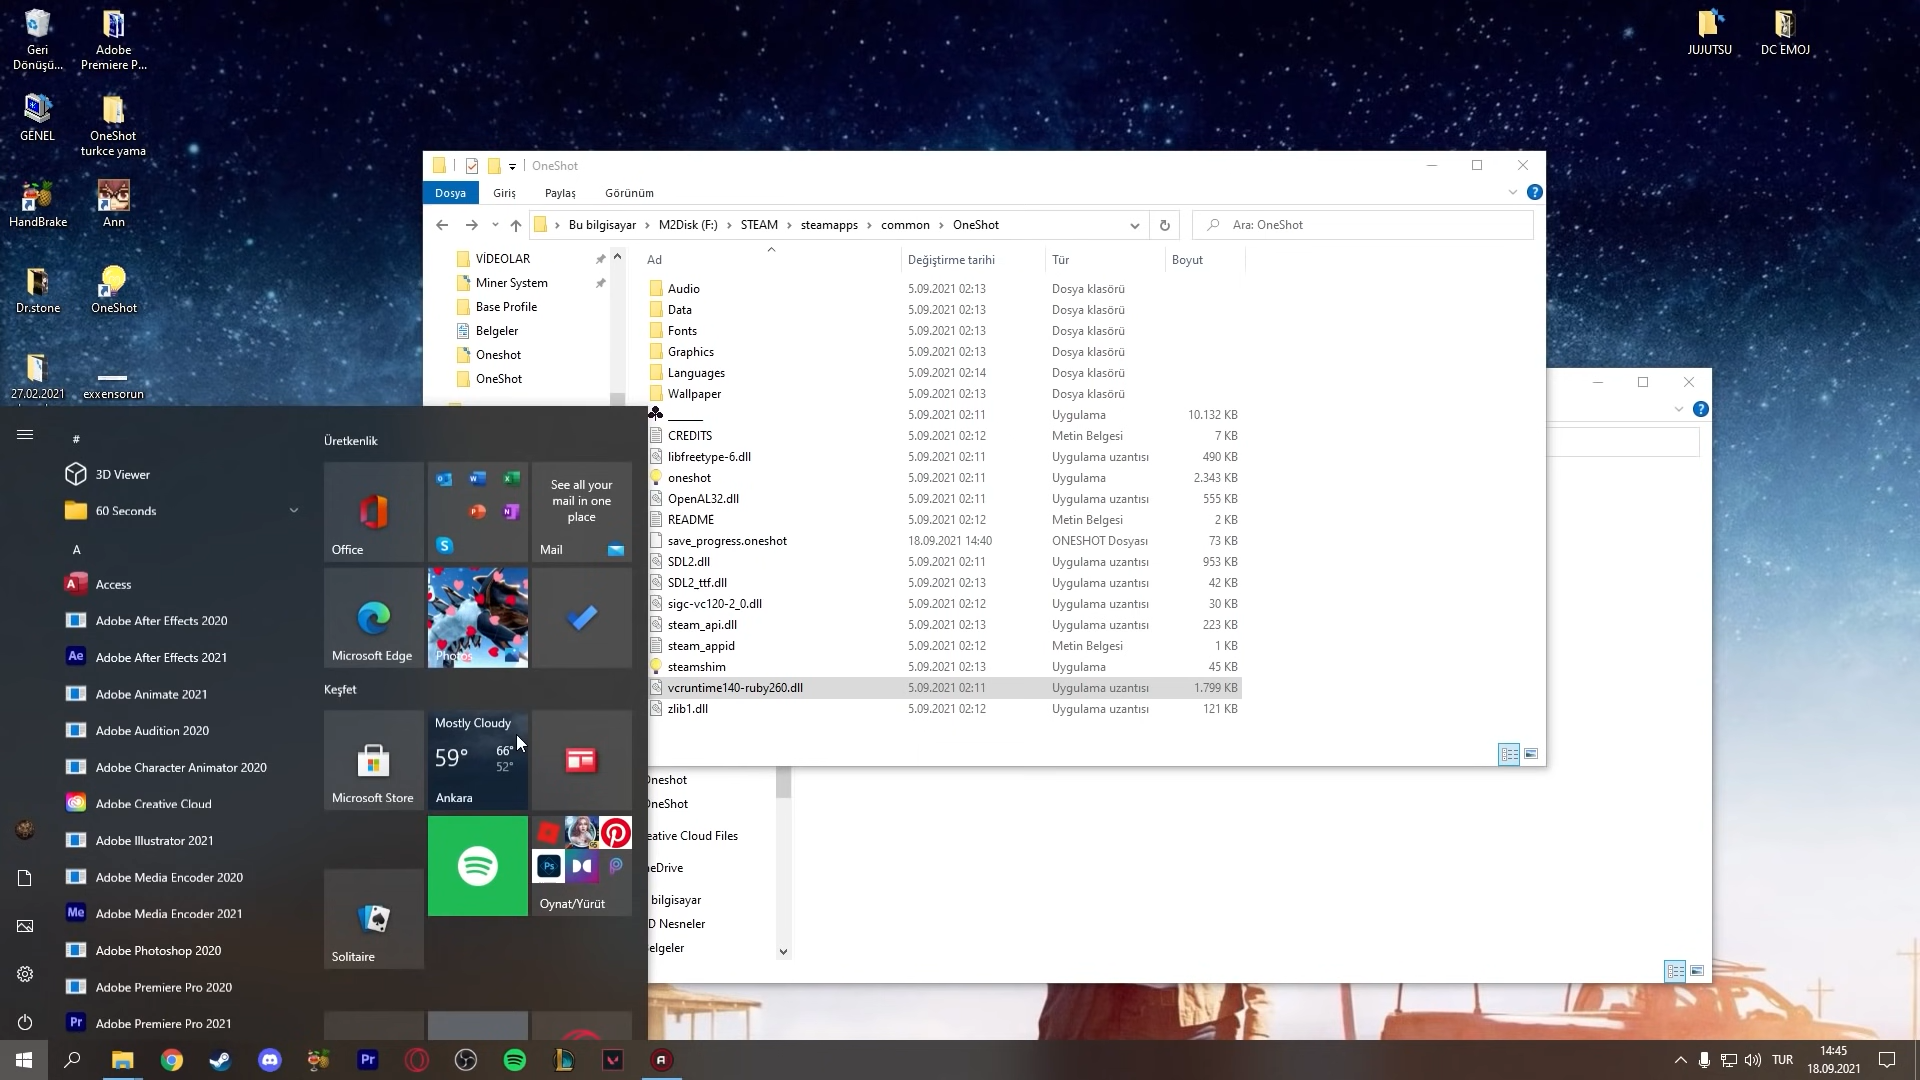 Geri
Dönüşü...
Adobe
Premiere P...
JUJUTSU
DC EMOJ
GENEL
OneShot
turkce yama
HandBrake
Ann
Dr.stone
OneShot
27.02.2021
exxensorun
OneShot
Dosya
Giriş
Paylaş
Görünüm
Bu bilgisayar
M2Disk (F:)
STEAM
steamapps
common
OneShot
Ara: OneShot
VİDEOLAR
Miner System
Base Profile
Belgeler
Oneshot
OneShot
Ad Değiştirme tarihi Tür Boyut
Audio 5.09.2021 02:13 Dosya klasörü
Data 5.09.2021 02:13 Dosya klasörü
Fonts 5.09.2021 02:13 Dosya klasörü
Graphics 5.09.2021 02:13 Dosya klasörü
Languages 5.09.2021 02:14 Dosya klasörü
Wallpaper 5.09.2021 02:13 Dosya klasörü
______ 5.09.2021 02:11 Uygulama 10.132 KB
CREDITS 5.09.2021 02:12 Metin Belgesi 7 KB
libfreetype-6.dll 5.09.2021 02:11 Uygulama uzantısı 490 KB
oneshot 5.09.2021 02:11 Uygulama 2.343 KB
OpenAL32.dll 5.09.2021 02:11 Uygulama uzantısı 555 KB
README 5.09.2021 02:12 Metin Belgesi 2 KB
save_progress.oneshot 18.09.2021 14:40 ONESHOT Dosyası 73 KB
SDL2.dll 5.09.2021 02:11 Uygulama uzantısı 953 KB
SDL2_ttf.dll 5.09.2021 02:13 Uygulama uzantısı 42 KB
sigc-vc120-2_0.dll 5.09.2021 02:12 Uygulama uzantısı 30 KB
steam_api.dll 5.09.2021 02:13 Uygulama uzantısı 223 KB
steam_appid 5.09.2021 02:12 Metin Belgesi 1 KB
steamshim 5.09.2021 02:13 Uygulama 45 KB
vcruntime140-ruby260.dll 5.09.2021 02:11 Uygulama uzantısı 1.799 KB
zlib1.dll 5.09.2021 02:12 Uygulama uzantısı 121 KB
Oneshot
OneShot
eative Cloud Files
neDrive
bilgisayar
D Nesneler
elgeler
#
3D Viewer
60 Seconds
A
Access
Adobe After Effects 2020
Adobe After Effects 2021
Adobe Animate 2021
Adobe Audition 2020
Adobe Character Animator 2020
Adobe Creative Cloud
Adobe Illustrator 2021
Adobe Media Encoder 2020
Adobe Media Encoder 2021
Adobe Photoshop 2020
Adobe Premiere Pro 2020
Adobe Premiere Pro 2021
Üretkenlik
Office
See all your
mail in one
place
Mail
Microsoft Edge
Photos
Keşfet
Microsoft Store
Mostly Cloudy
59°
66°
52°
Ankara
Solitaire
Oynat/Yürüt
TUR
14:45
18.09.2021